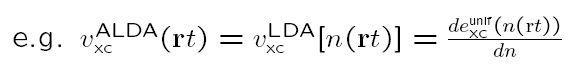 e.g. v_xc^ALDA(rt) = v_xc^LDA[n(rt)] = de_xc^unif(n(rt)) / dn